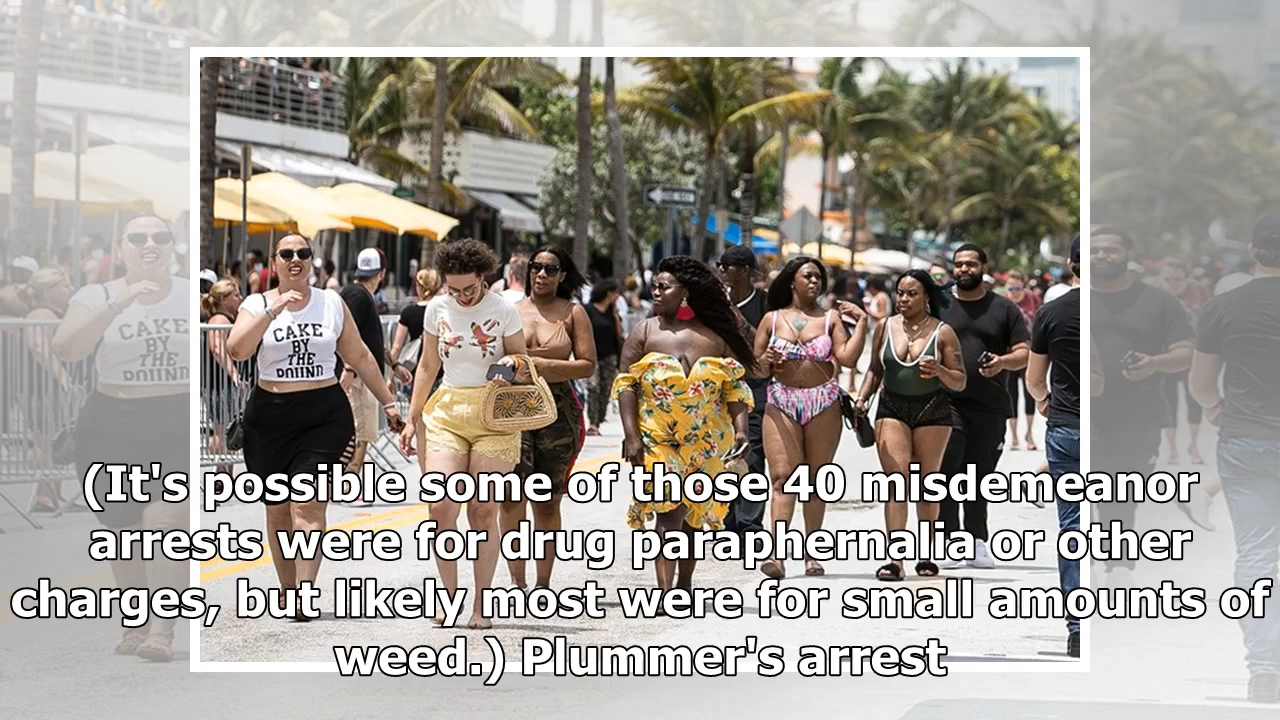 CAKE
BY
THE
POUND
(It's possible some of those 40 misdemeanor
arrests were for drug paraphernalia or other
charges, but likely most were for small amounts of
weed.) Plummer's arrest